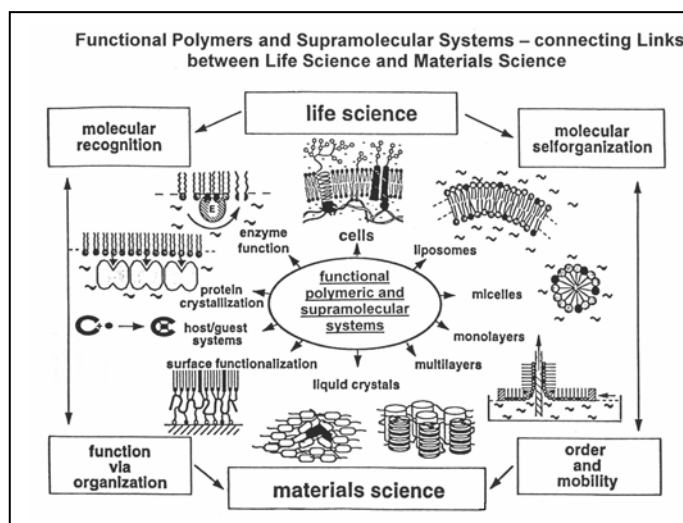 Functional Polymers and Supramolecular Systems – connecting Links
between Life Science and Materials Science
life science
molecular
recognition
molecular
selforganization
E
enzyme
function
cells
liposomes
protein
crystallization
functional
polymeric and
supramolecular
systems
micelles
host/guest
systems
monolayers
surface functionalization
multilayers
liquid crystals
function
via
organization
materials science
order
and
mobility